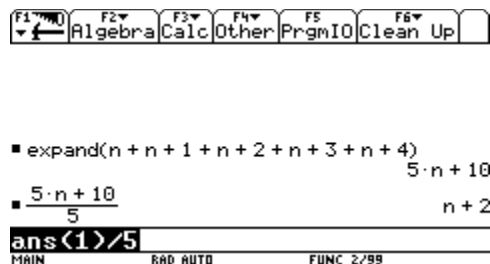 F1 F2 Algebra F3 Calc F4 Other F5 PrgmIO F6 Clean Up
expand(n + n + 1 + n + 2 + n + 3 + n + 4)
5·n + 10
5·n + 10
5
n + 2
ans(1)/5
MAIN RAD AUTO FUNC 2/99